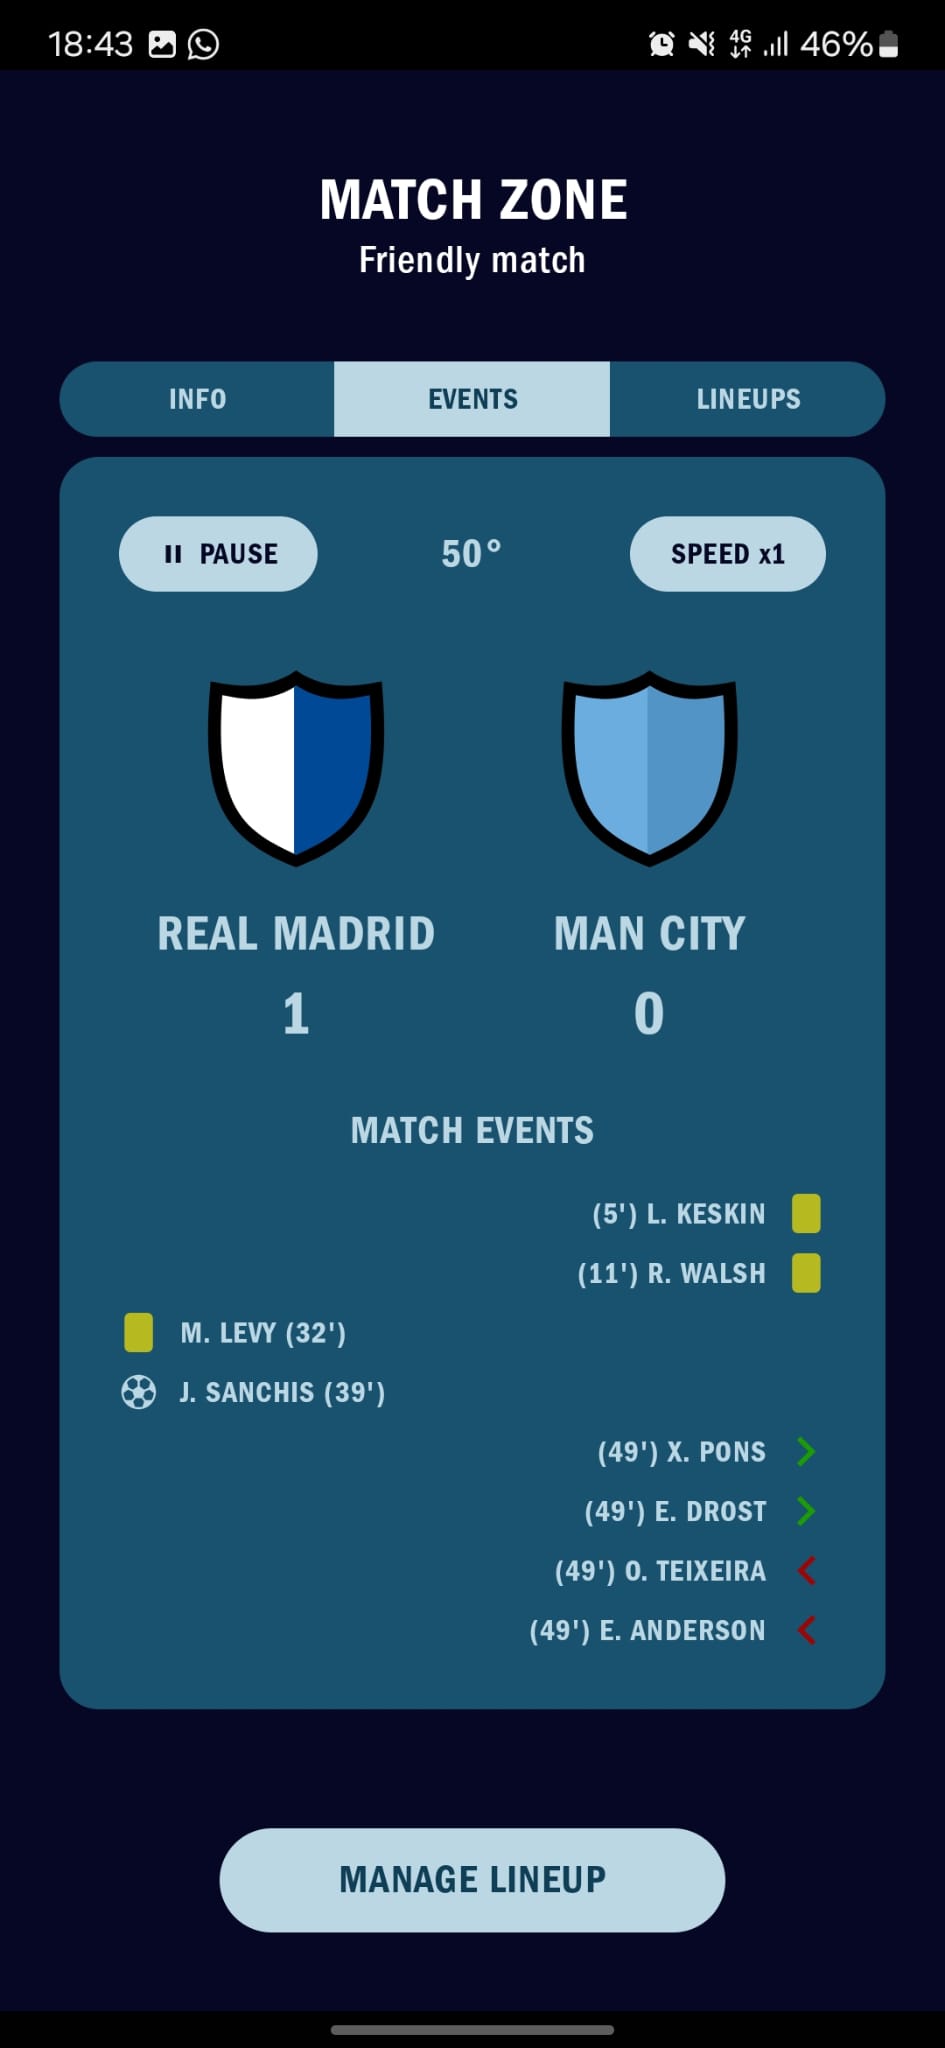 18:43 4G 46%
MATCH ZONE
Friendly match
INFO EVENTS LINEUPS
PAUSE 50° SPEED x1
REAL MADRID MAN CITY
1 0
MATCH EVENTS
(5') L. KESKIN
(11') R. WALSH
M. LEVY (32')
J. SANCHIS (39')
(49') X. PONS
(49') E. DROST
(49') O. TEIXEIRA
(49') E. ANDERSON
MANAGE LINEUP